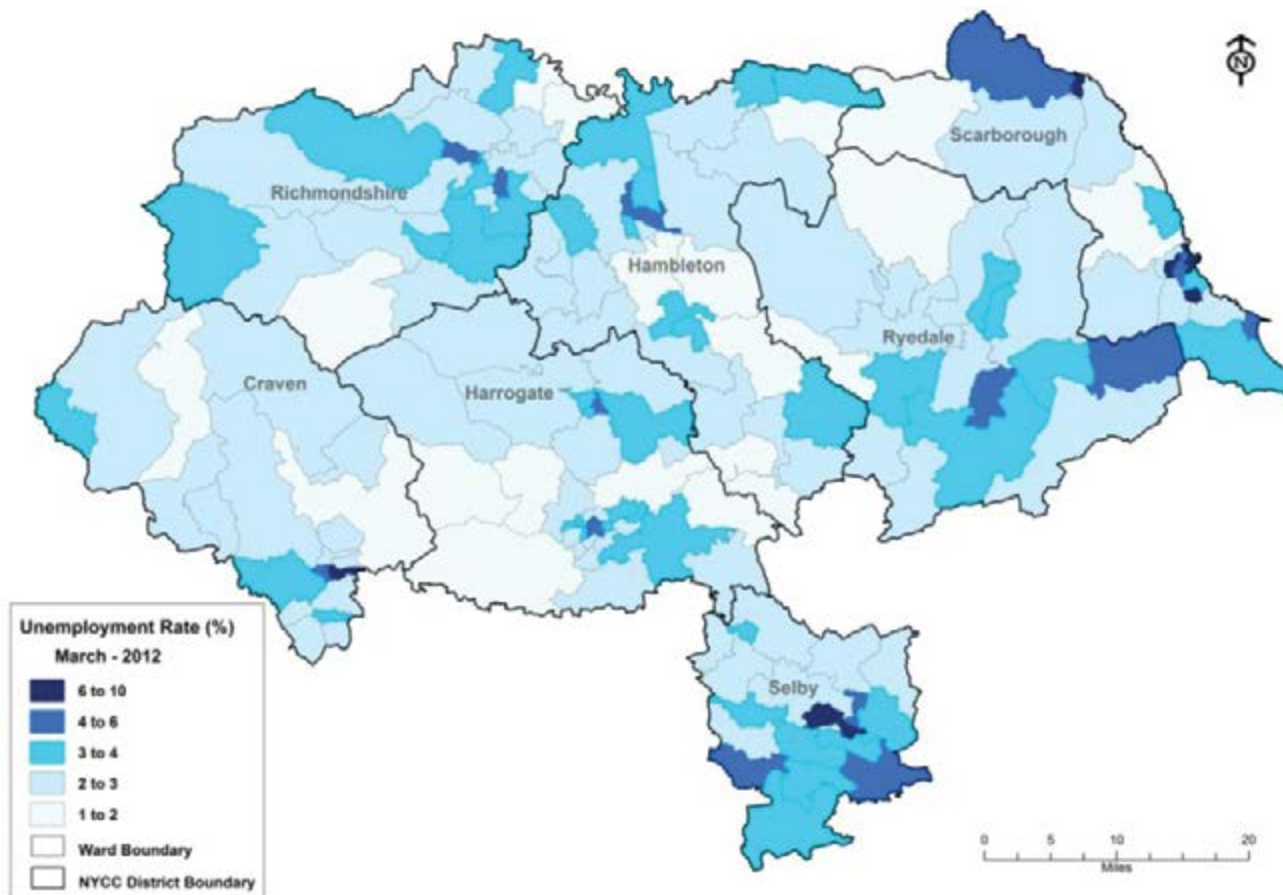 N
Scarborough
Richmondshire
Hambleton
Ryedale
Craven
Harrogate
Selby
Unemployment Rate (%)
March - 2012
6 to 10
4 to 6
3 to 4
2 to 3
1 to 2
Ward Boundary
NYCC District Boundary
0 5 10 20
Miles